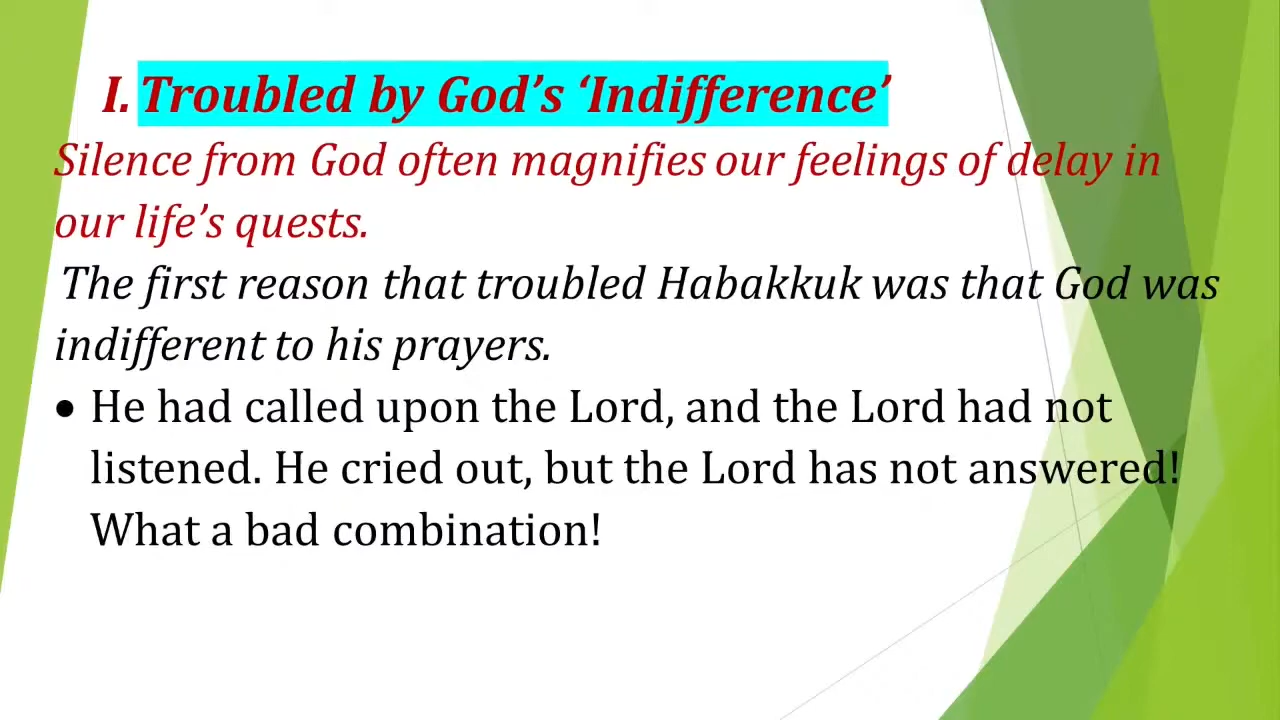 I. Troubled by God’s ‘Indifference’
Silence from God often magnifies our feelings of delay in
our life’s quests.
The first reason that troubled Habakkuk was that God was
indifferent to his prayers.
• He had called upon the Lord, and the Lord had not
listened. He cried out, but the Lord has not answered!
What a bad combination!